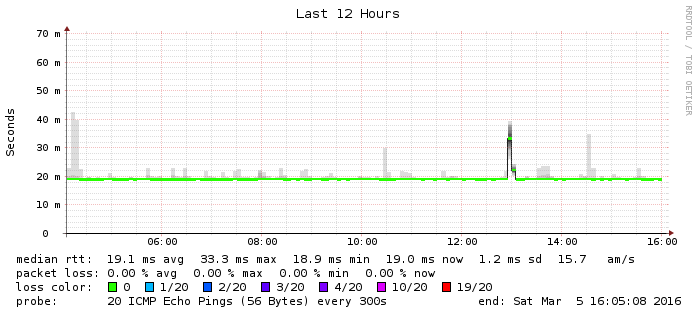 Last 12 Hours
RRDTOOL / TOBI OETIKER
Seconds
70 m
60 m
50 m
40 m
30 m
20 m
10 m
0
06:00 08:00 10:00 12:00 14:00 16:00
median rtt: 19.1 ms avg 33.3 ms max 18.9 ms min 19.0 ms now 1.2 ms sd 15.7 am/s
packet loss: 0.00 % avg 0.00 % max 0.00 % min 0.00 % now
loss color: 0 1/20 2/20 3/20 4/20 10/20 19/20
probe: 20 ICMP Echo Pings (56 Bytes) every 300s end: Sat Mar 5 16:05:08 2016